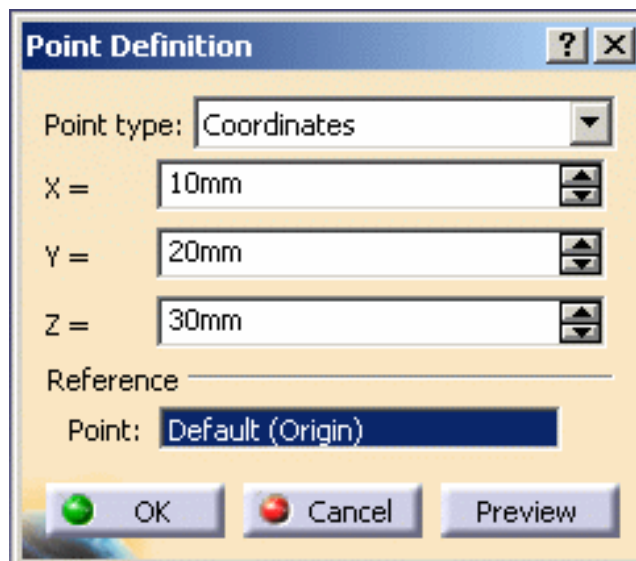 Point Definition ? X
Point type: Coordinates
X = 10mm
Y = 20mm
Z = 30mm
Reference
Point: Default (Origin)
OK Cancel Preview